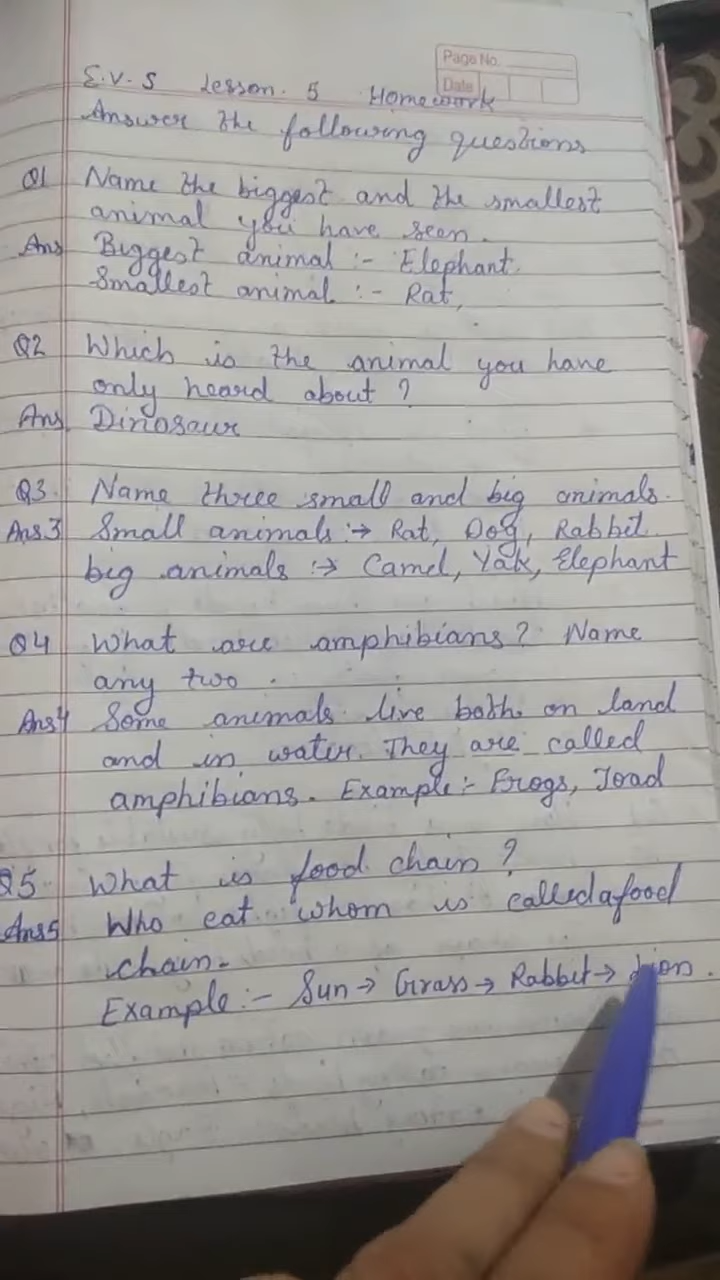 Page No.
Date
E.V.S Lesson. 5 Homework
Answer the following questions
Q1 Name the biggest and the smallest
animal you have seen.
Ans Biggest animal :- Elephant.
Smallest animal :- Rat,
Q2 Which is the animal you have
only heard about ?
Ans, Dinosaur
Q3. Name three small and big animals.
Ans.3 Small animals :→ Rat, Dog, Rabbit
big animals :→ Camel, Yak, Elephant
Q4 What are amphibians? Name
any two.
Ans4 Some animals live both on land
and in water. They are called
amphibians. Example :- Frogs, Toad
Q5 What is food chain ?
Ans5 Who eat whom is called a food
chain.
Example :- Sun → Grass → Rabbit → Lion.